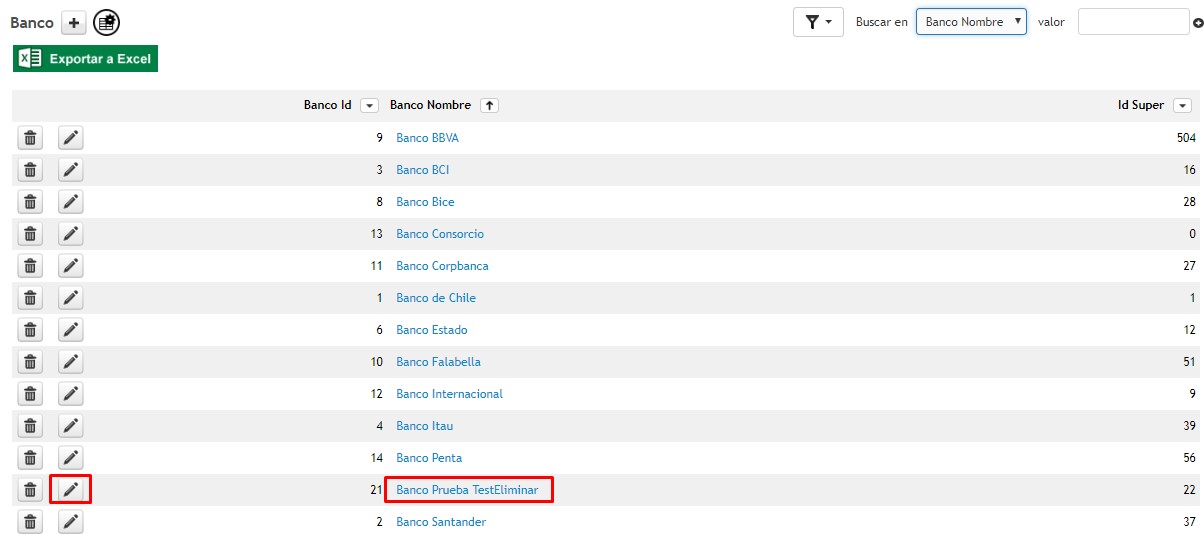 Banco Buscar en Banco Nombre valor
Exportar a Excel
Banco Id Banco Nombre Id Super
9 Banco BBVA 504
3 Banco BCI 16
8 Banco Bice 28
13 Banco Consorcio 0
11 Banco Corpbanca 27
1 Banco de Chile 1
6 Banco Estado 12
10 Banco Falabella 51
12 Banco Internacional 9
4 Banco Itau 39
14 Banco Penta 56
21 Banco Prueba TestEliminar 22
2 Banco Santander 37